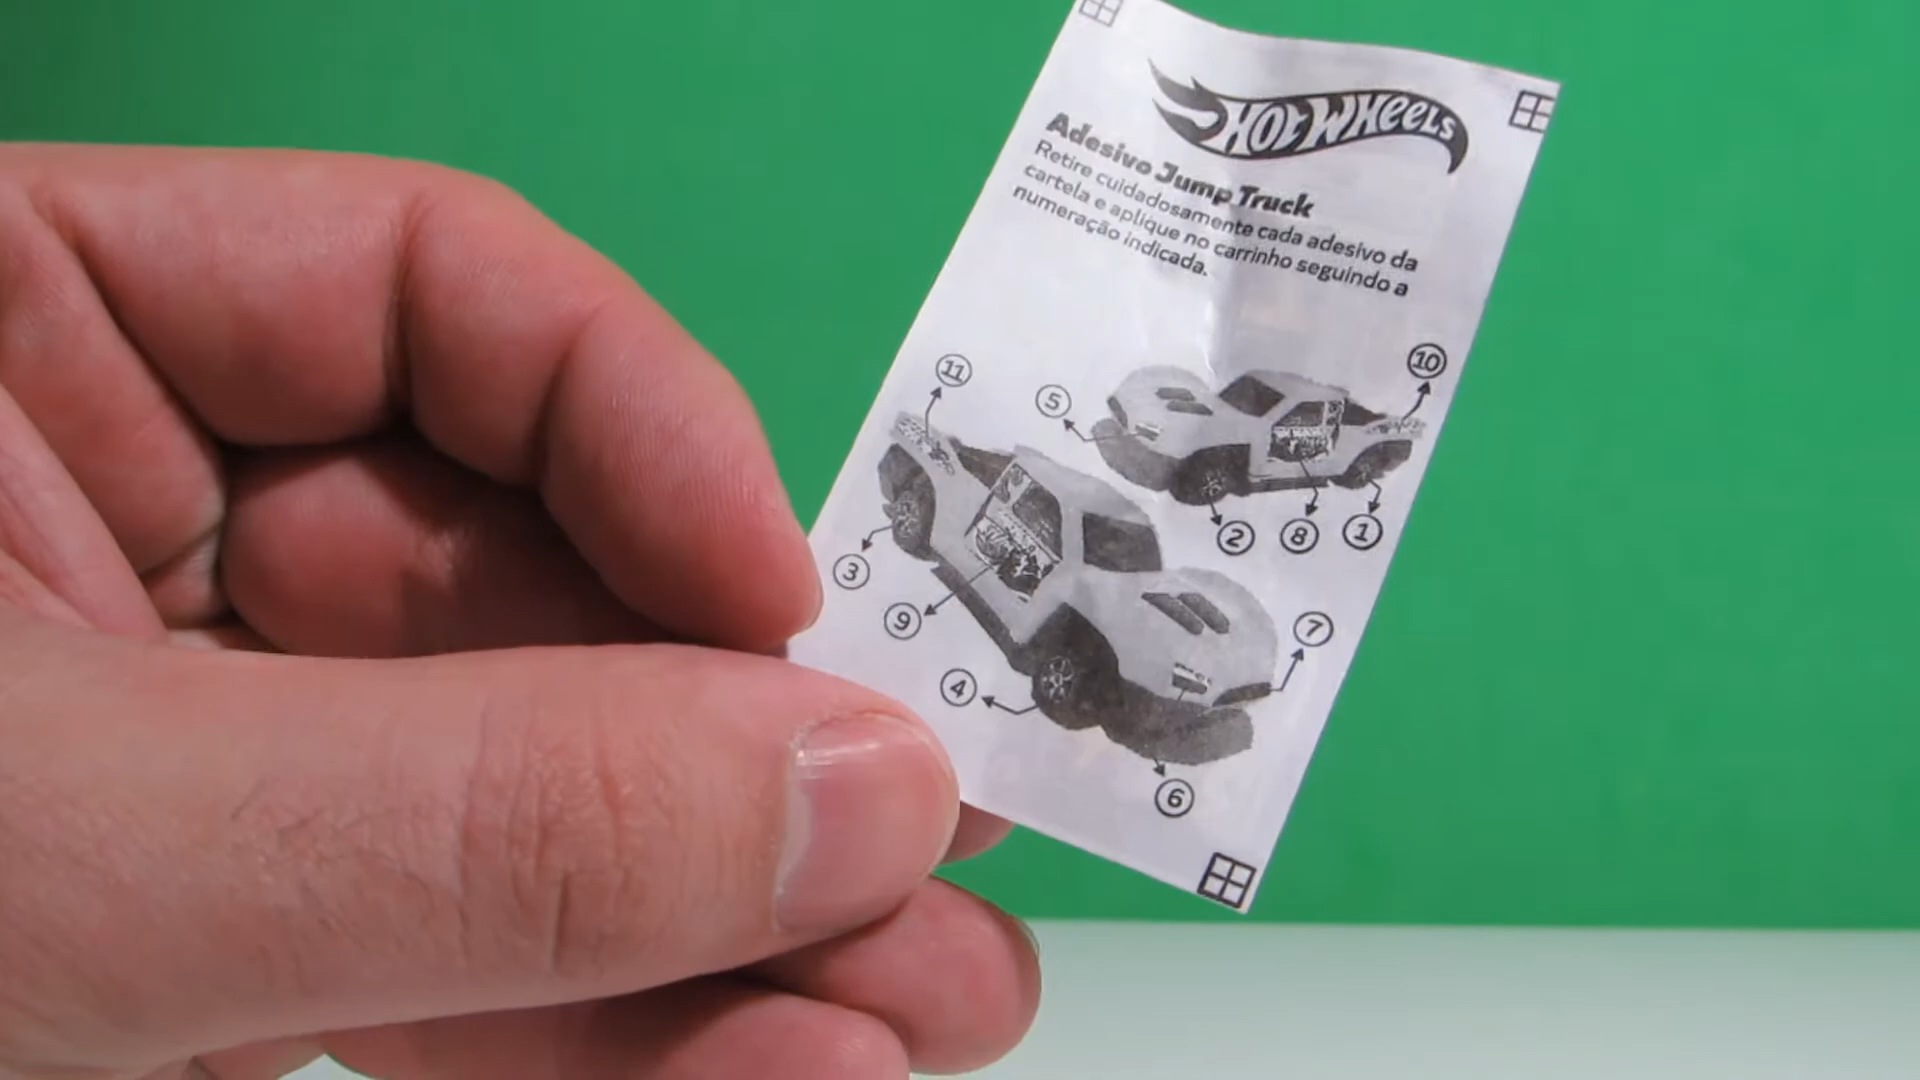 HOT WHEELS
Adesivo Jump Truck
Retire cuidadosamente cada adesivo da
cartela e aplique no carrinho seguindo a
numeração indicada.
10
11
5
2
8
1
3
9
7
4
6